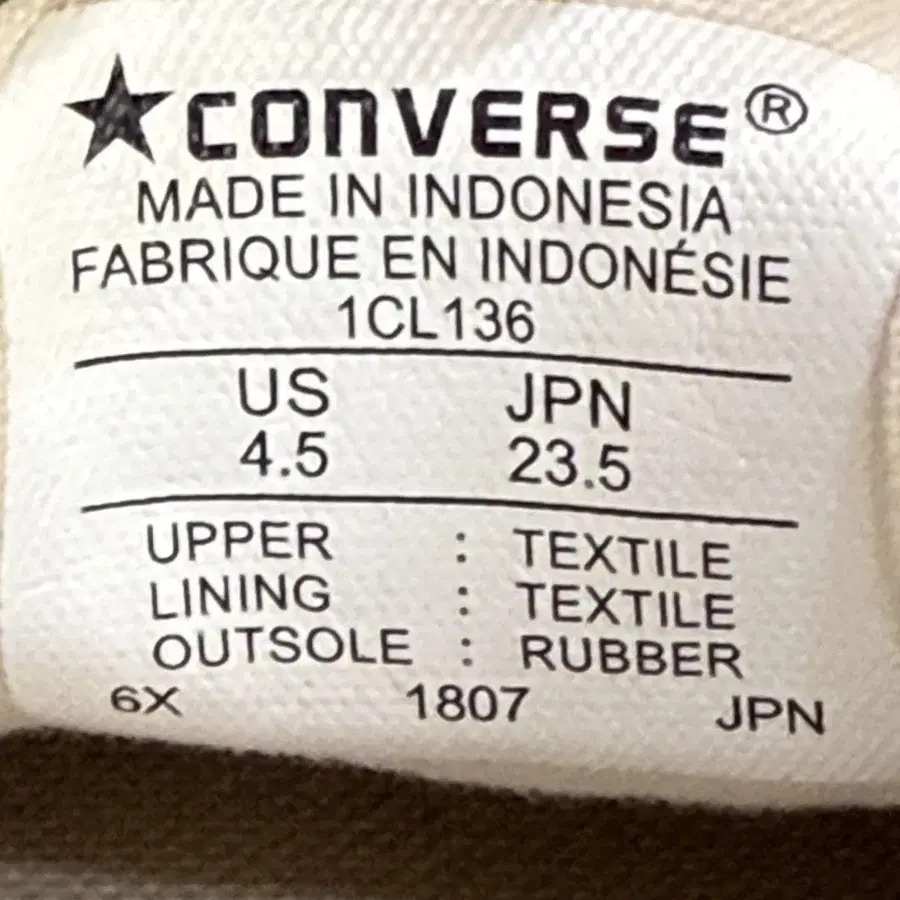 ★CONVERSE®
MADE IN INDONESIA
FABRIQUE EN INDONÉSIE
1CL136
US JPN
4.5 23.5
UPPER : TEXTILE
LINING : TEXTILE
OUTSOLE : RUBBER
6X 1807 JPN